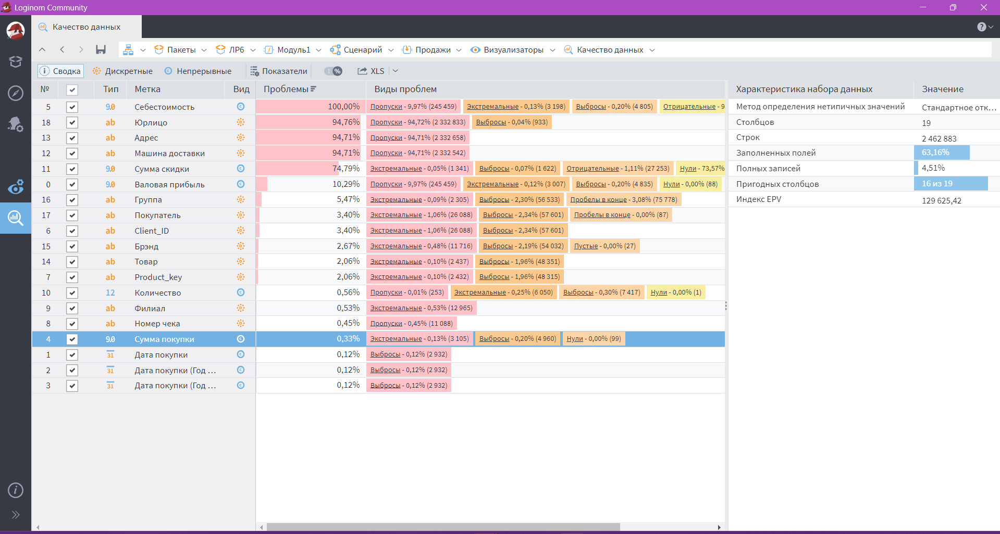 Loginom Community
Качество данных
Пакеты ЛР6 Модуль1 Сценарий Продажи Визуализаторы Качество данных
Сводка Дискретные Непрерывные Показатели 1 % XLS
№ Тип Метка Вид Проблемы Виды проблем
5 9.0 Себестоимость 100,00% Пропуски - 9,97% (245 459) Экстремальные - 0,13% (3 198) Выбросы - 0,20% (4 805) Отрицательные - 9
18 ab Юрлицо 94,76% Пропуски - 94,72% (2 332 833) Выбросы - 0,04% (933)
13 ab Адрес 94,71% Пропуски - 94,71% (2 332 658)
12 ab Машина доставки 94,71% Пропуски - 94,71% (2 332 542)
11 9.0 Сумма скидки 74,79% Экстремальные - 0,05% (1 341) Выбросы - 0,07% (1 622) Отрицательные - 1,11% (27 253) Нули - 73,57%
0 9.0 Валовая прибыль 10,29% Пропуски - 9,97% (245 459) Экстремальные - 0,12% (3 007) Выбросы - 0,20% (4 835) Нули - 0,00% (88)
16 ab Группа 5,47% Экстремальные - 0,09% (2 305) Выбросы - 2,30% (56 533) Пробелы в конце - 3,08% (75 778)
17 ab Покупатель 3,40% Экстремальные - 1,06% (26 088) Выбросы - 2,34% (57 601) Пробелы в конце - 0,00% (87)
6 ab Client_ID 3,40% Экстремальные - 1,06% (26 088) Выбросы - 2,34% (57 601)
15 ab Брэнд 2,67% Экстремальные - 0,48% (11 716) Выбросы - 2,19% (54 032) Пустые - 0,00% (27)
14 ab Товар 2,06% Экстремальные - 0,10% (2 437) Выбросы - 1,96% (48 351)
7 ab Product_key 2,06% Экстремальные - 0,10% (2 432) Выбросы - 1,96% (48 315)
10 12 Количество 0,56% Пропуски - 0,01% (253) Экстремальные - 0,25% (6 050) Выбросы - 0,30% (7 417) Нули - 0,00% (1)
9 ab Филиал 0,53% Экстремальные - 0,53% (12 965)
8 ab Номер чека 0,45% Пропуски - 0,45% (11 088)
4 9.0 Сумма покупки 0,33% Экстремальные - 0,13% (3 105) Выбросы - 0,20% (4 960) Нули - 0,00% (99)
1 31 Дата покупки 0,12% Выбросы - 0,12% (2 932)
2 31 Дата покупки (Год ... 0,12% Выбросы - 0,12% (2 932)
3 31 Дата покупки (Год ... 0,12% Выбросы - 0,12% (2 932)
Характеристика набора данных Значение
Метод определения нетипичных значений Стандартное отк...
Столбцов 19
Строк 2 462 883
Заполненных полей 63,16%
Полных записей 4,51%
Пригодных столбцов 16 из 19
Индекс EPV 129 625,42